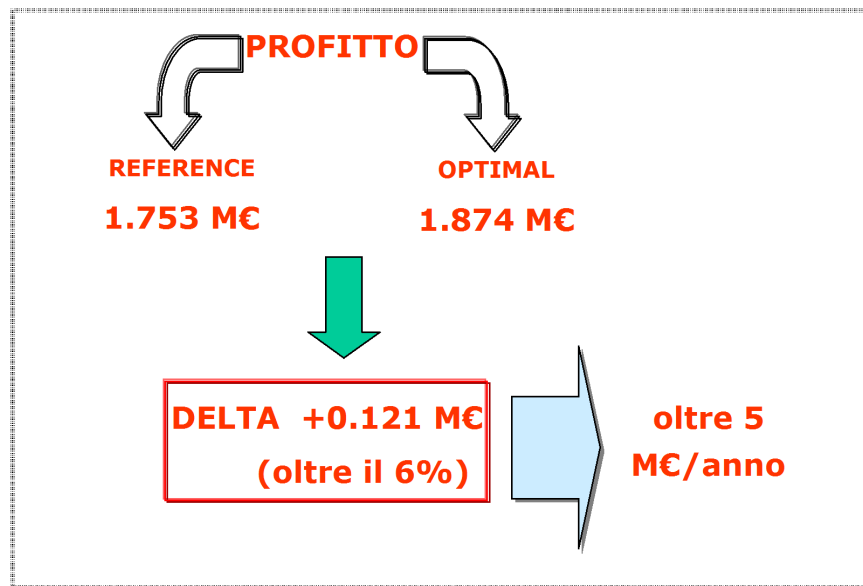 PROFITTO
REFERENCE
OPTIMAL
1.753 M€
1.874 M€
DELTA +0.121 M€
(oltre il 6%)
oltre 5
M€/anno